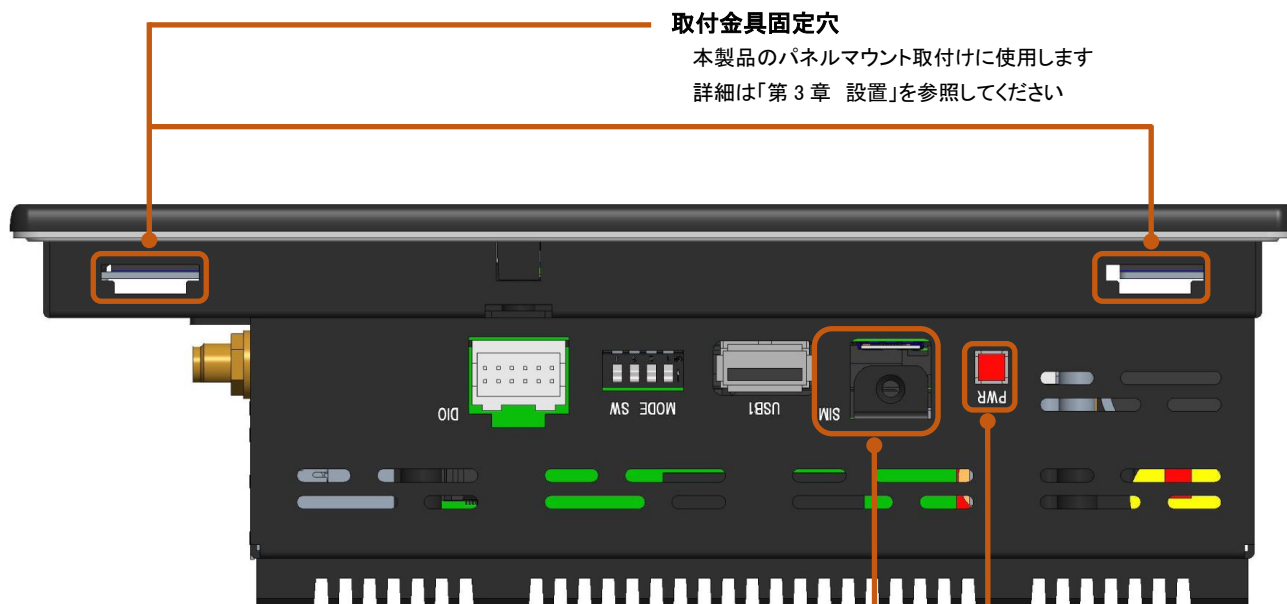 取付金具固定穴
本製品のパネルマウント取付けに使用します
詳細は「第 3 章 設置」を参照してください
DIO
MODE SW
USB1
SIM
PWR